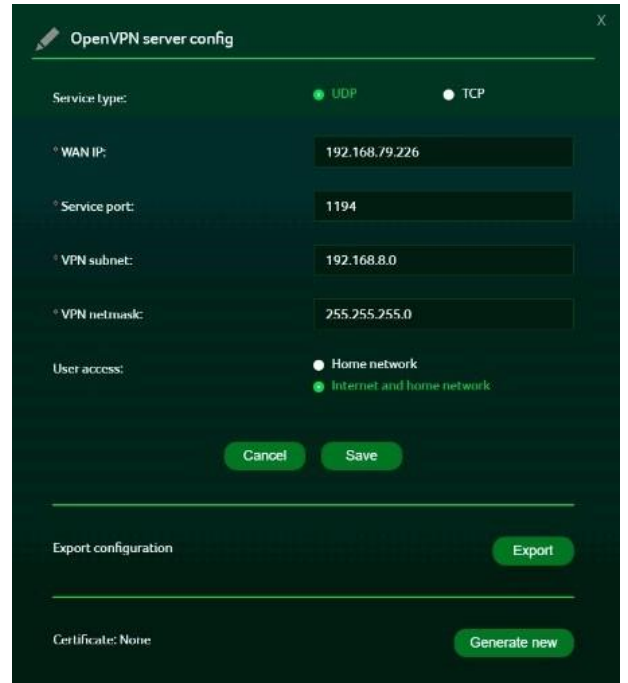 X
OpenVPN server config
Service type: UDP TCP
* WAN IP: 192.168.79.226
* Service port: 1194
* VPN subnet: 192.168.8.0
* VPN netmask: 255.255.255.0
User access: Home network
Internet and home network
Cancel Save
Export configuration Export
Certificate: None Generate new